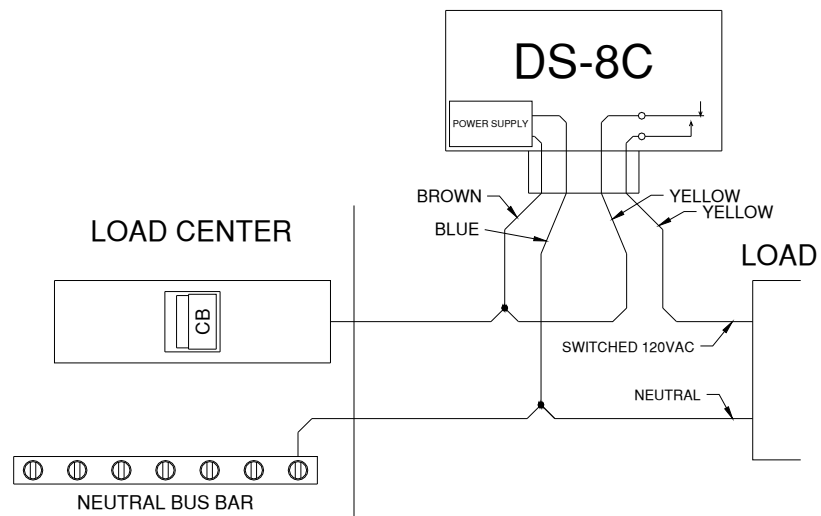 DS-8C
POWER SUPPLY
BROWN
YELLOW
YELLOW
BLUE
LOAD CENTER
LOAD
CB
SWITCHED 120VAC
NEUTRAL
NEUTRAL BUS BAR